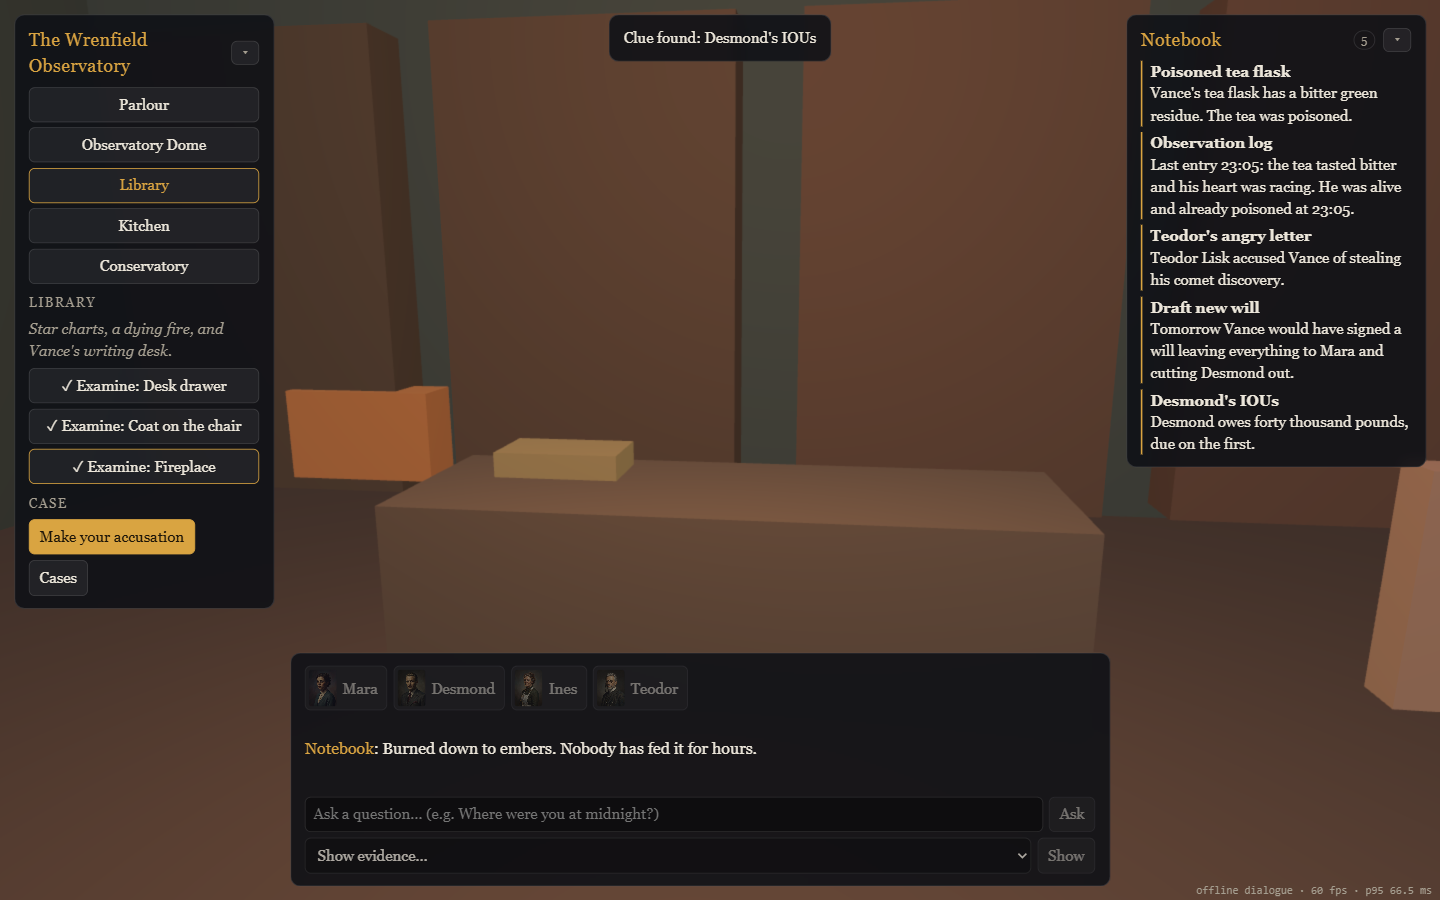 The Wrenfield
Observatory
Parlour
Observatory Dome
Library
Kitchen
Conservatory
LIBRARY
Star charts, a dying fire, and
Vance's writing desk.
✓ Examine: Desk drawer
✓ Examine: Coat on the chair
✓ Examine: Fireplace
CASE
Make your accusation
Cases
Clue found: Desmond's IOUs
Notebook 5
Poisoned tea flask
Vance's tea flask has a bitter green
residue. The tea was poisoned.
Observation log
Last entry 23:05: the tea tasted bitter
and his heart was racing. He was alive
and already poisoned at 23:05.
Teodor's angry letter
Teodor Lisk accused Vance of stealing
his comet discovery.
Draft new will
Tomorrow Vance would have signed a
will leaving everything to Mara and
cutting Desmond out.
Desmond's IOUs
Desmond owes forty thousand pounds,
due on the first.
Mara Desmond Ines Teodor
Notebook: Burned down to embers. Nobody has fed it for hours.
Ask a question... (e.g. Where were you at midnight?) Ask
Show evidence... Show
offline dialogue · 60 fps · p95 66.5 ms